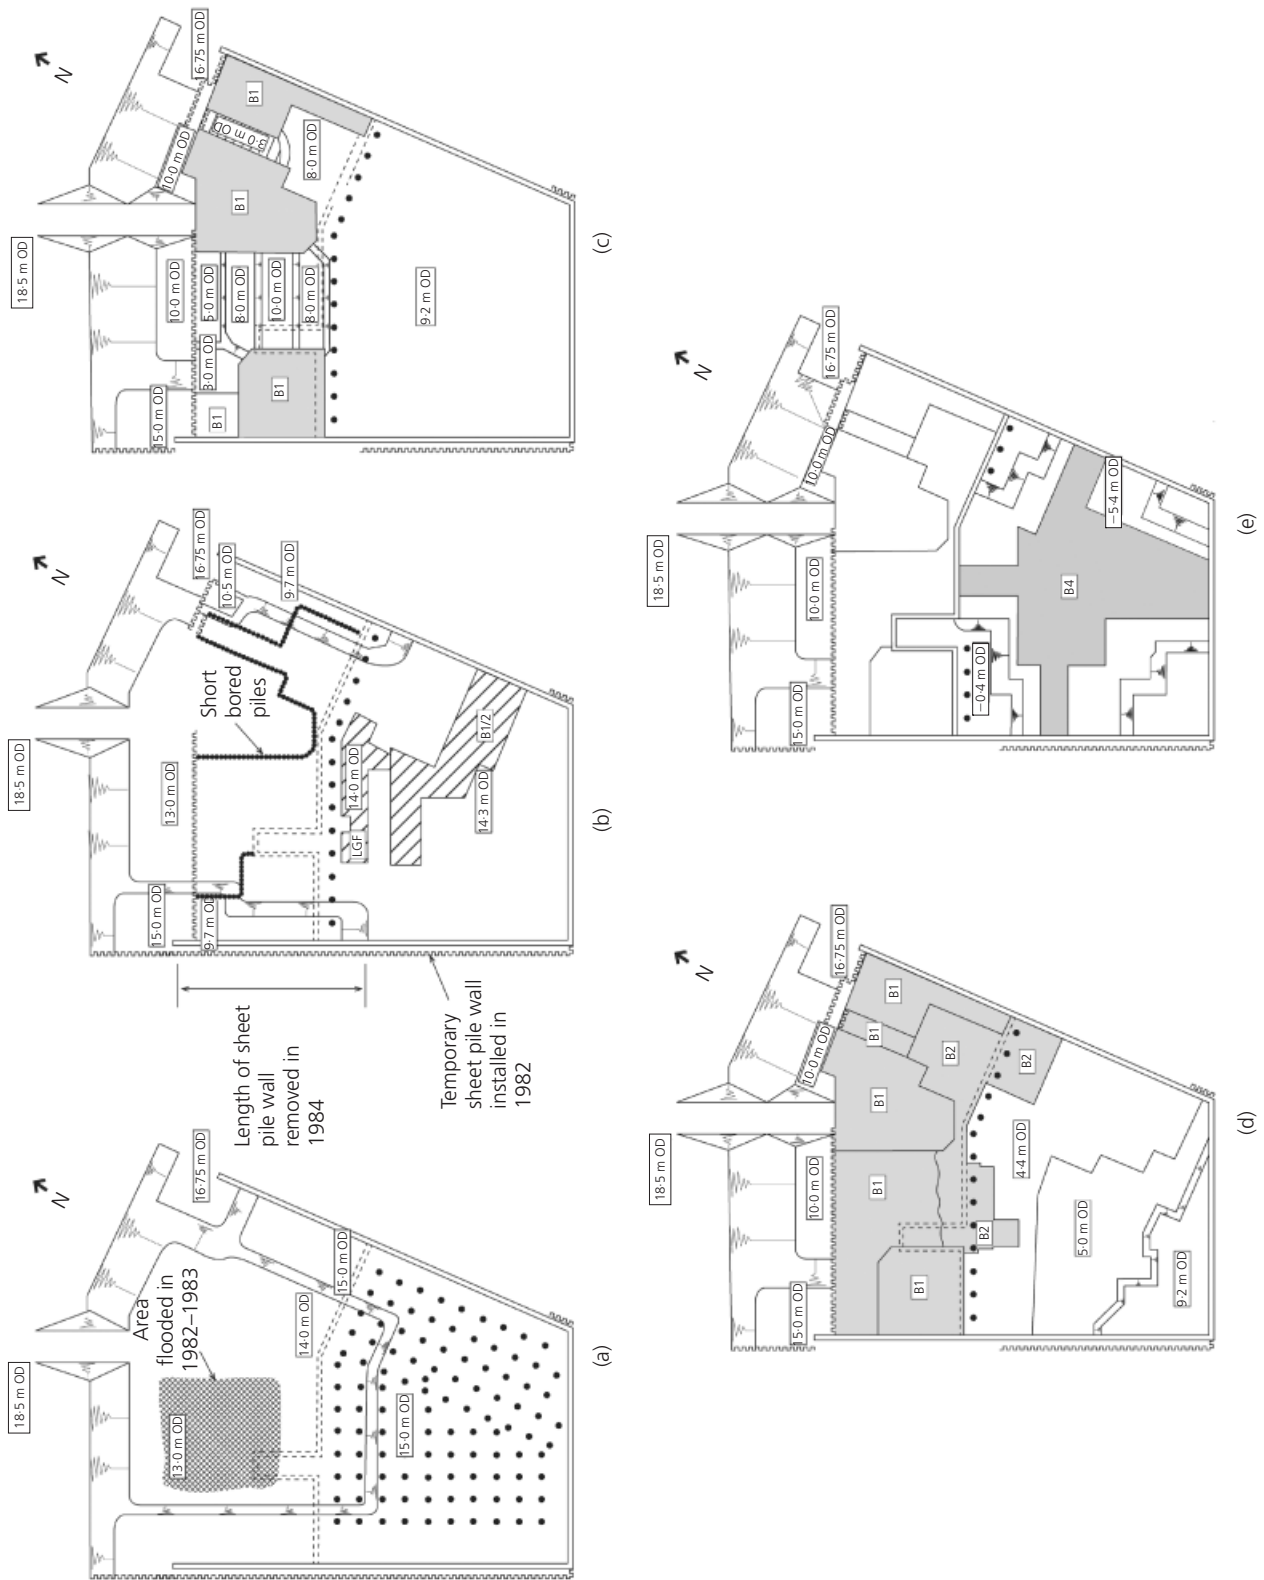 18·5 m OD
N
16·75 m OD
Area
flooded in
1982–1983
13·0 m OD
14·0 m OD
15·0 m OD
15·0 m OD
(a)
18·5 m OD
N
16·75 m OD
10·5 m OD
9·7 m OD
Short
bored
piles
13·0 m OD
15·0 m OD
9·7 m OD
14·0 m OD
LGF
B1/2
14·3 m OD
Length of sheet
pile wall
removed in
1984
Temporary
sheet pile wall
installed in
1982
(b)
18·5 m OD
N
16·75 m OD
10·0 m OD
B1
3·0 m OD
8·0 m OD
B1
10·0 m OD
5·0 m OD
8·0 m OD
10·0 m OD
8·0 m OD
15·0 m OD
3·0 m OD
B1
B1
9·2 m OD
(c)
18·5 m OD
N
16·75 m OD
10·0 m OD
B1
B1
B2
B2
B1
10·0 m OD
B1
15·0 m OD
B1
B2
4·4 m OD
5·0 m OD
9·2 m OD
(d)
18·5 m OD
N
16·75 m OD
10·0 m OD
10·0 m OD
15·0 m OD
–0·4 m OD
–5·4 m OD
B4
(e)